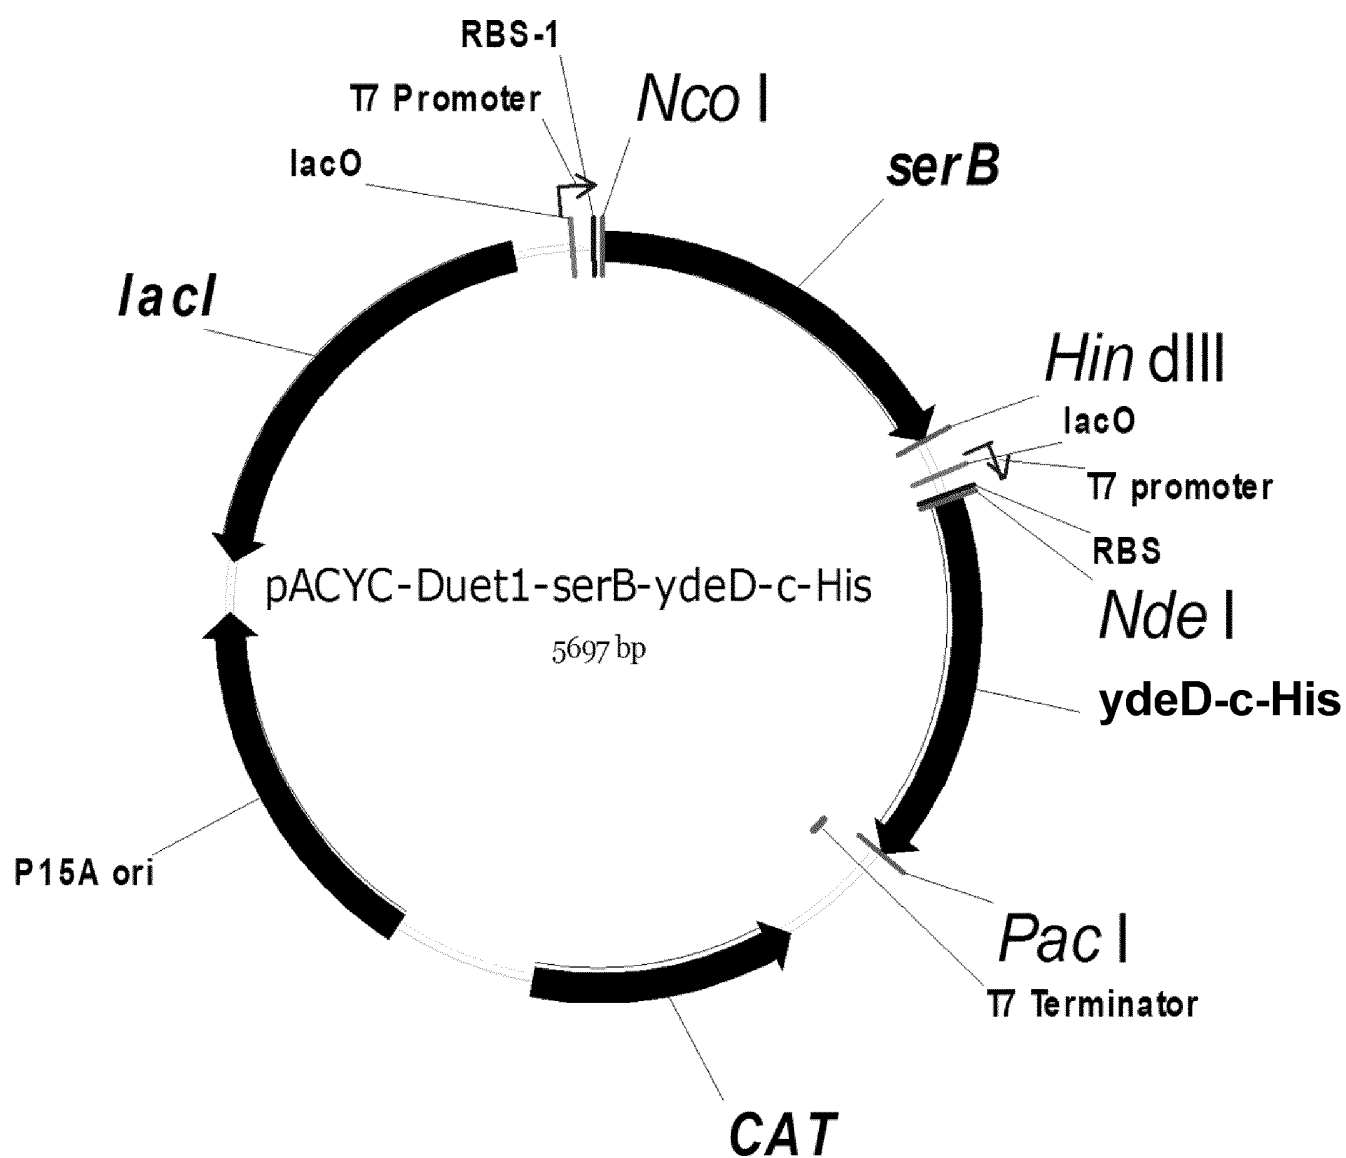 RBS-1
T7 Promoter
Nco I
lacO
serB
lacI
Hin dIII
lacO
T7 promoter
RBS
pACYC-Duet1-serB-ydeD-c-His
Nde I
5697 bp
ydeD-c-His
P15A ori
Pac I
T7 Terminator
CAT